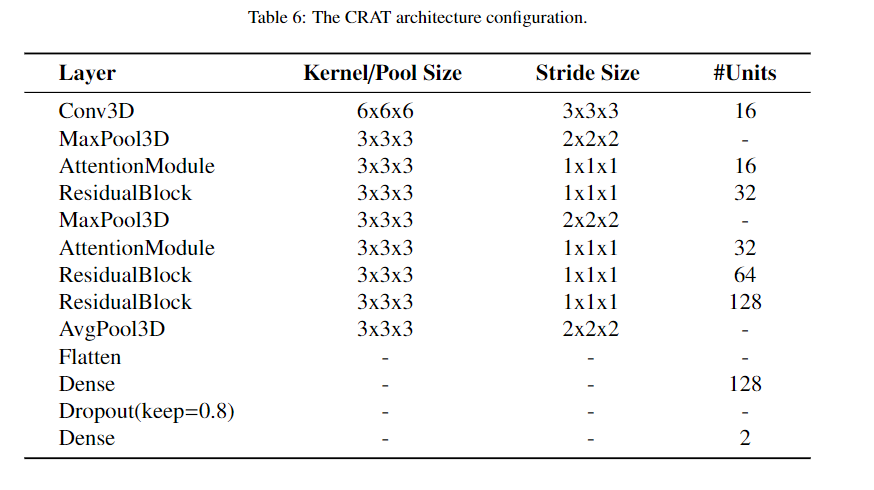 Table 6: The CRAT architecture configuration.
Layer Kernel/Pool Size Stride Size #Units
Conv3D 6x6x6 3x3x3 16
MaxPool3D 3x3x3 2x2x2 -
AttentionModule 3x3x3 1x1x1 16
ResidualBlock 3x3x3 1x1x1 32
MaxPool3D 3x3x3 2x2x2 -
AttentionModule 3x3x3 1x1x1 32
ResidualBlock 3x3x3 1x1x1 64
ResidualBlock 3x3x3 1x1x1 128
AvgPool3D 3x3x3 2x2x2 -
Flatten - - -
Dense - - 128
Dropout(keep=0.8) - - -
Dense - - 2